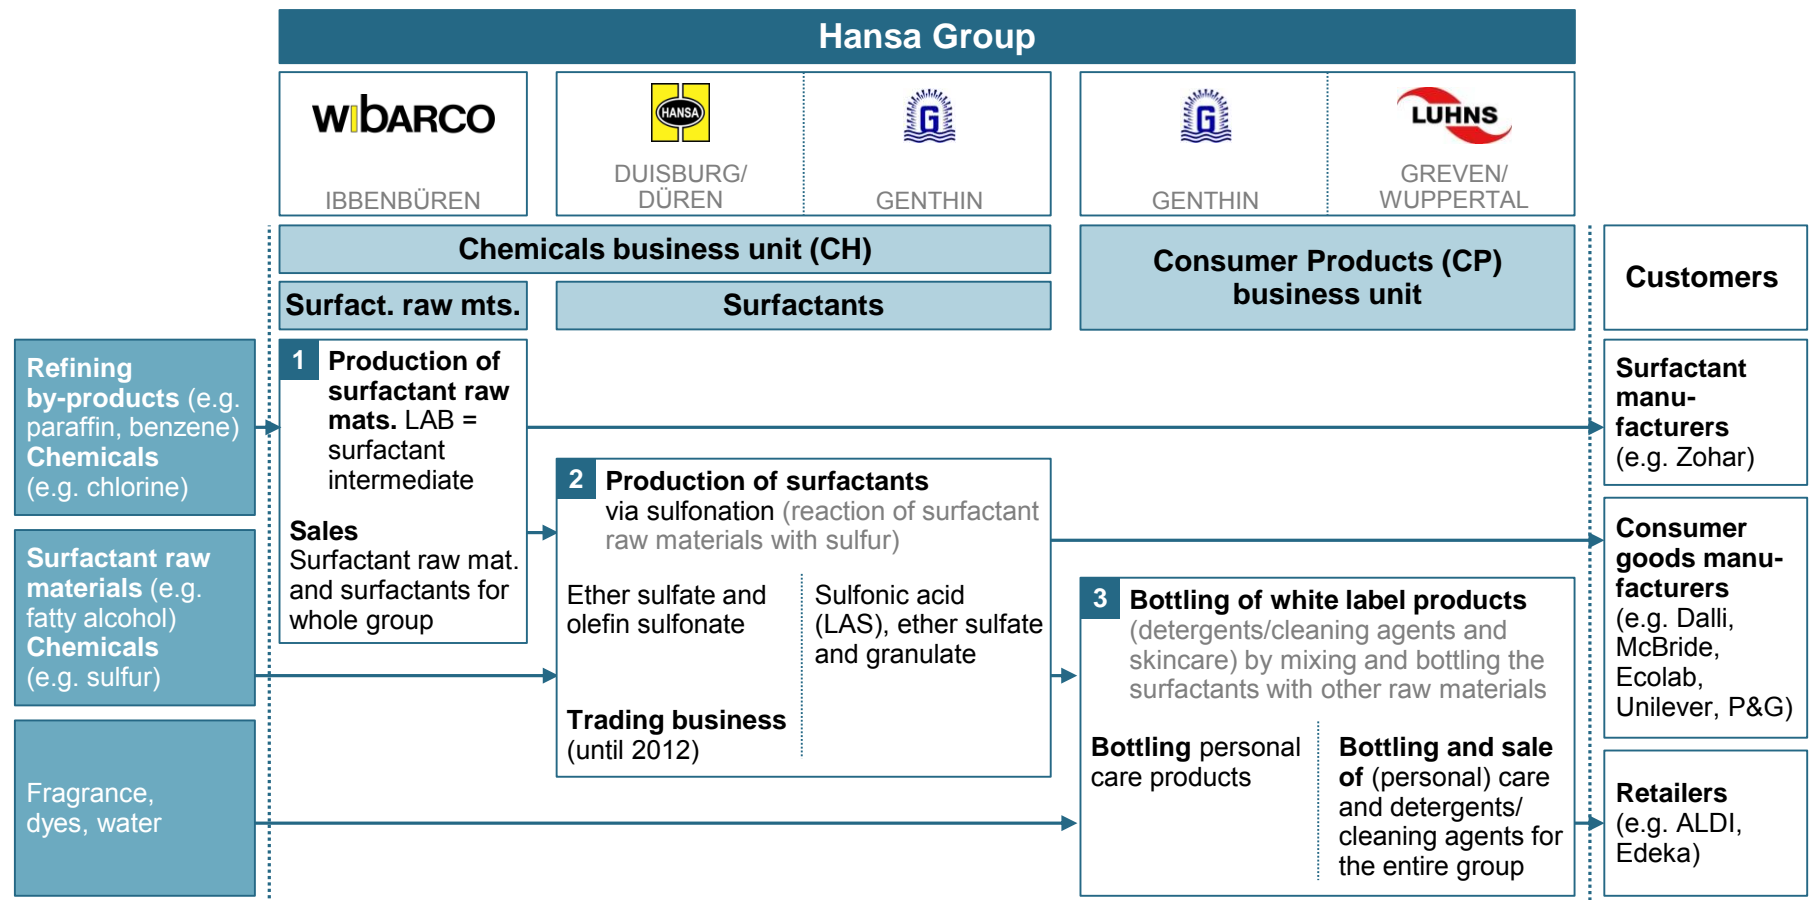 Hansa Group
WIBARCO
IBBENBÜREN
HANSA
DUISBURG/
DÜREN
G
GENTHIN
G
GENTHIN
LUHNS
GREVEN/
WUPPERTAL
Chemicals business unit (CH)
Consumer Products (CP)
business unit
Customers
Surfact. raw mts.
Surfactants
Refining
by-products (e.g.
paraffin, benzene)
Chemicals
(e.g. chlorine)
Surfactant raw
materials (e.g.
fatty alcohol)
Chemicals
(e.g. sulfur)
Fragrance,
dyes, water
1 Production of
surfactant raw
mats. LAB =
surfactant
intermediate
Sales
Surfactant raw mat.
and surfactants for
whole group
2 Production of surfactants
via sulfonation (reaction of surfactant
raw materials with sulfur)
Ether sulfate and
olefin sulfonate
Trading business
(until 2012)
Sulfonic acid
(LAS), ether sulfate
and granulate
3 Bottling of white label products
(detergents/cleaning agents and
skincare) by mixing and bottling the
surfactants with other raw materials
Bottling personal
care products
Bottling and sale
of (personal) care
and detergents/
cleaning agents for
the entire group
Surfactant
manu-
facturers
(e.g. Zohar)
Consumer
goods manu-
facturers
(e.g. Dalli,
McBride,
Ecolab,
Unilever, P&G)
Retailers
(e.g. ALDI,
Edeka)